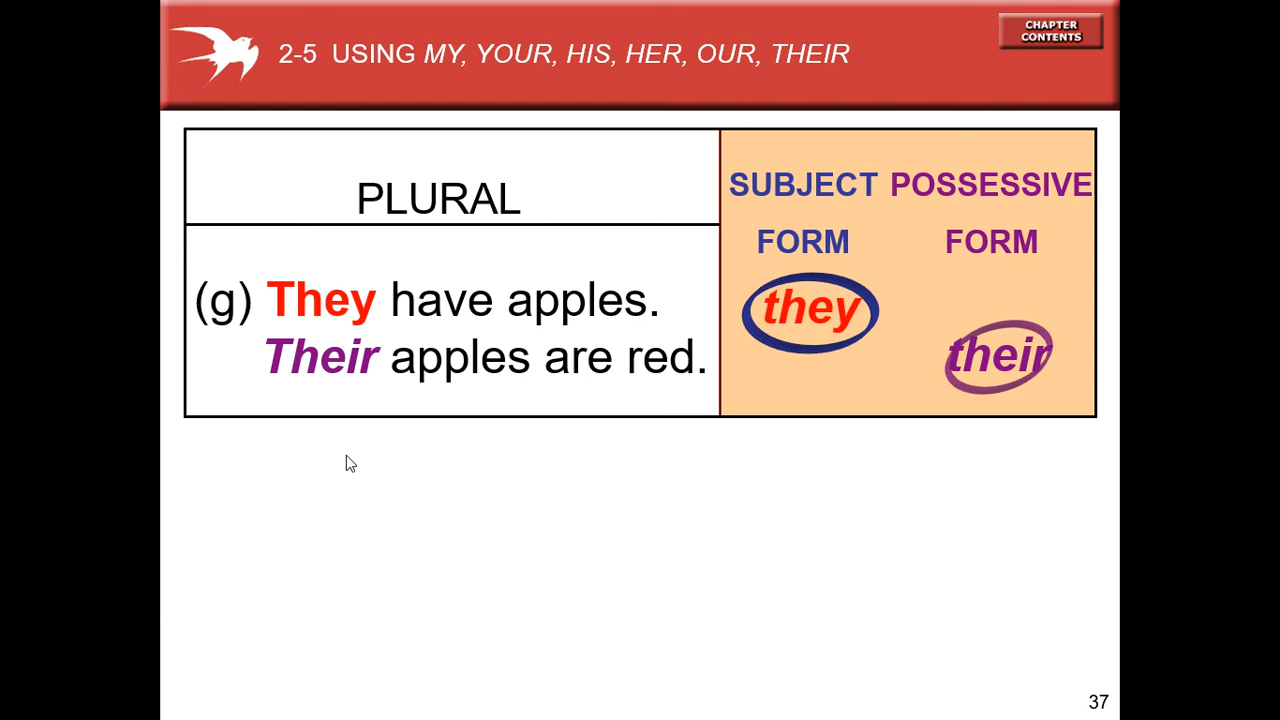 2-5 USING MY, YOUR, HIS, HER, OUR, THEIR
CHAPTER
CONTENTS
PLURAL
SUBJECT POSSESSIVE
FORM FORM
(g) They have apples.
Their apples are red.
they
their
37